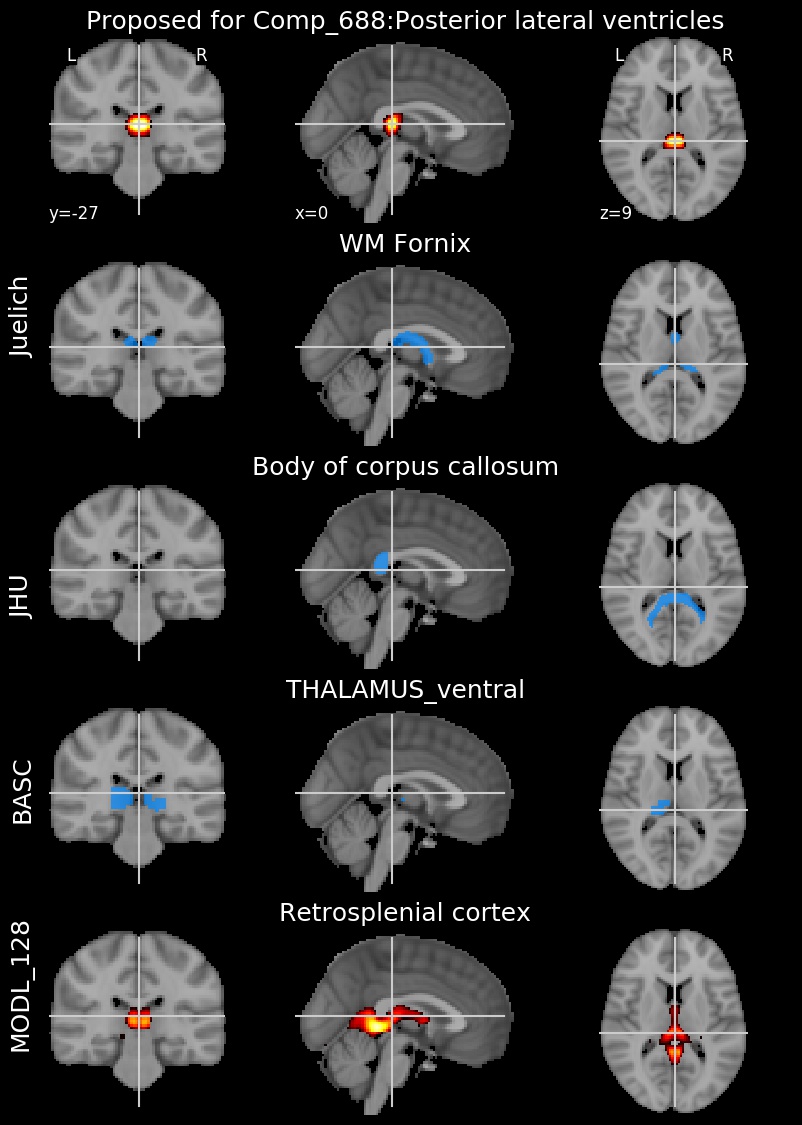 Proposed for Comp_688:Posterior lateral ventricles
L R L R
y=-27 x=0 z=9
WM Fornix
Juelich
Body of corpus callosum
JHU
THALAMUS_ventral
BASC
Retrosplenial cortex
MODL_128